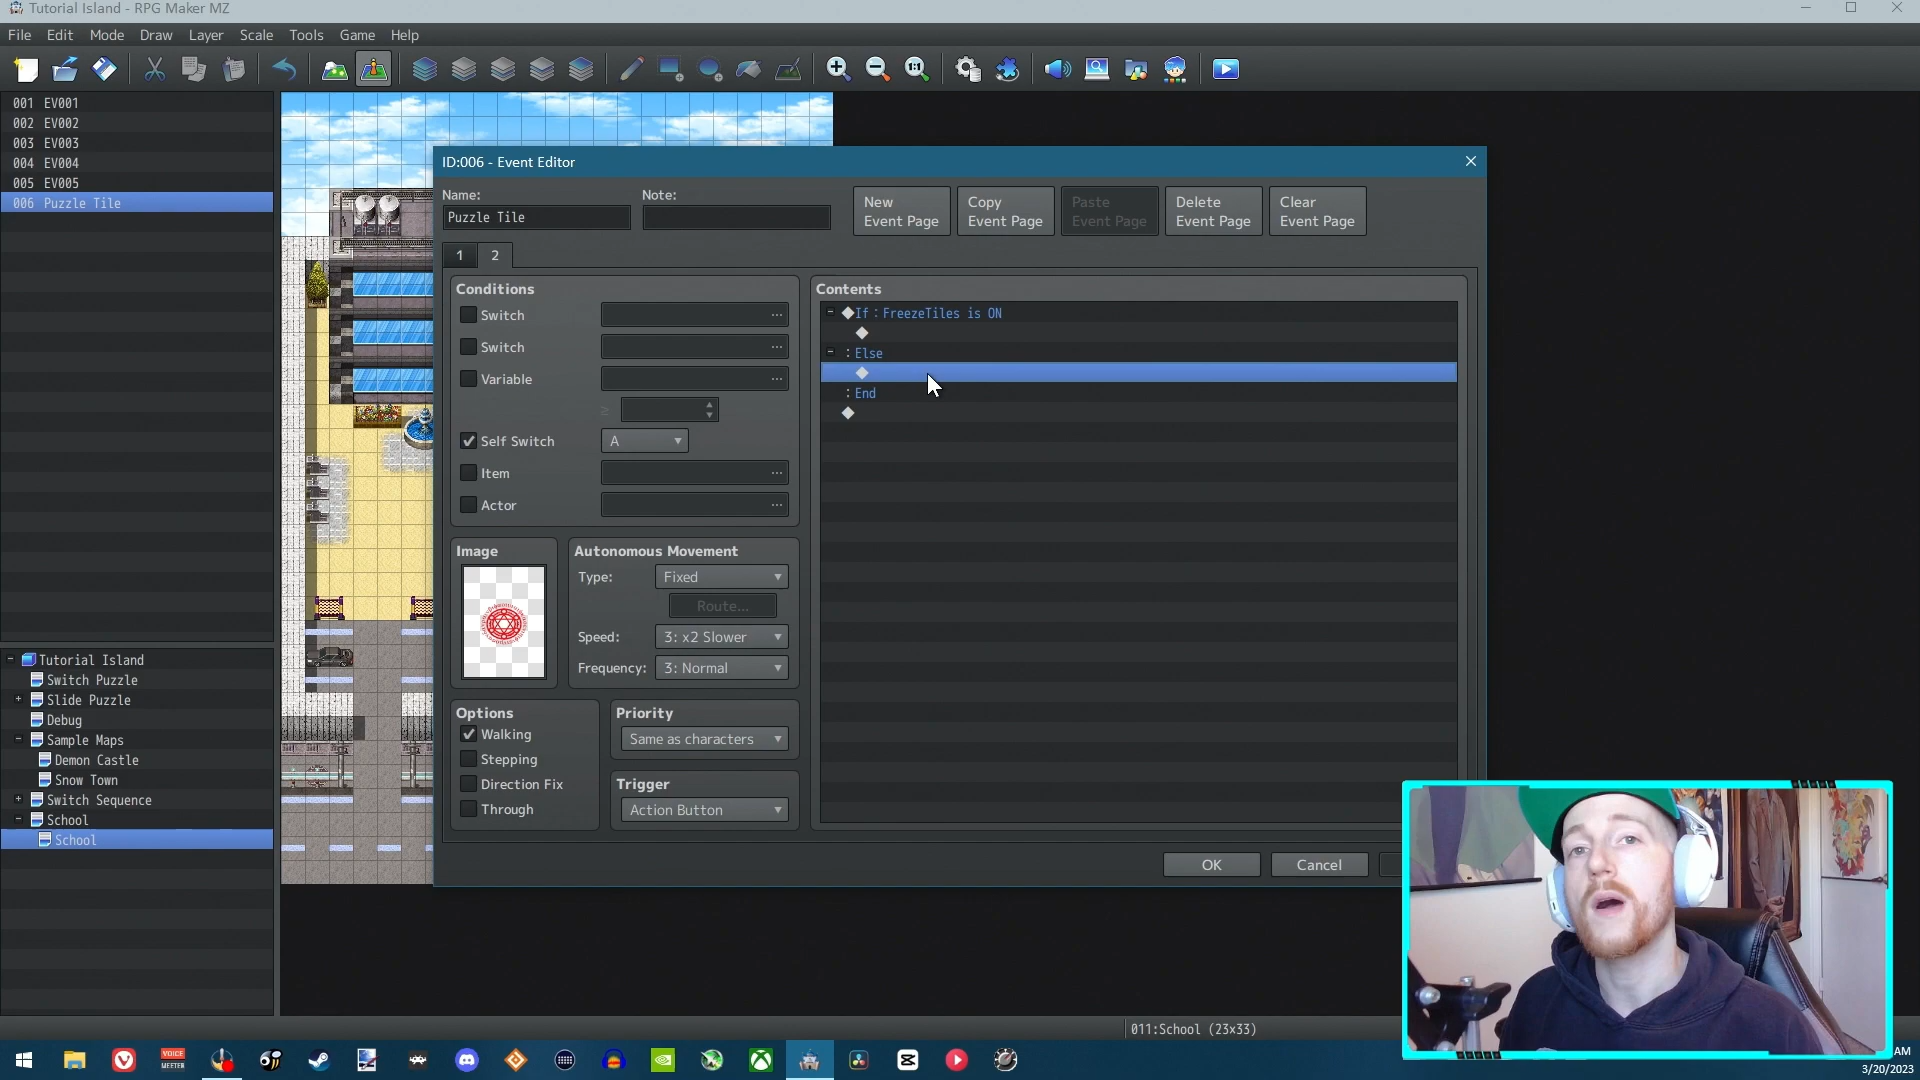 Tutorial Island - RPG Maker MZ
File Edit Mode Draw Layer Scale Tools Game Help
001 EV001
002 EV002
003 EV003
004 EV004
005 EV005
006 Puzzle Tile
ID:006 - Event Editor
Name:
Note:
Puzzle Tile
New Event Page
Copy Event Page
Paste Event Page
Delete Event Page
Clear Event Page
1 2
Conditions
Switch
Switch
Variable
≥
Self Switch A
Item
Actor
Image
Autonomous Movement
Type: Fixed
Route...
Speed: 3: x2 Slower
Frequency: 3: Normal
Options
Walking
Stepping
Direction Fix
Through
Priority
Same as characters
Trigger
Action Button
Contents
If : FreezeTiles is ON
: Else
: End
OK
Cancel
Tutorial Island
Switch Puzzle
Slide Puzzle
Debug
Sample Maps
Demon Castle
Snow Town
Switch Sequence
School
School
011:School (23x33)
VOICE
MEETER
AM
3/20/2023